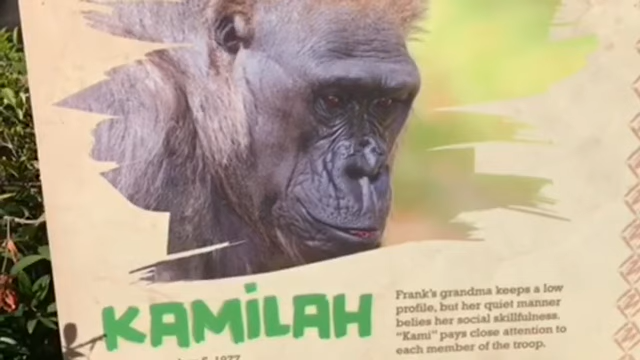 KAMILAH
Frank's grandma keeps a low
profile, but her quiet manner
belies her social skillfulness.
"Kami" pays close attention to
each member of the troop.
1977